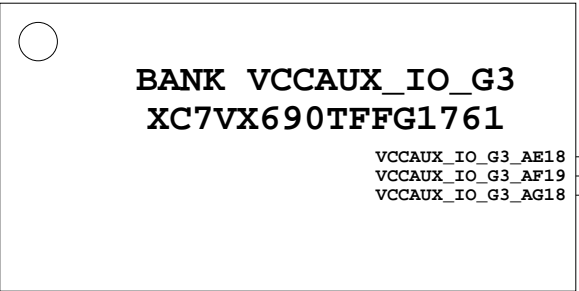 BANK VCCAUX_IO_G3
XC7VX690TFFG1761
VCCAUX_IO_G3_AE18
VCCAUX_IO_G3_AF19
VCCAUX_IO_G3_AG18